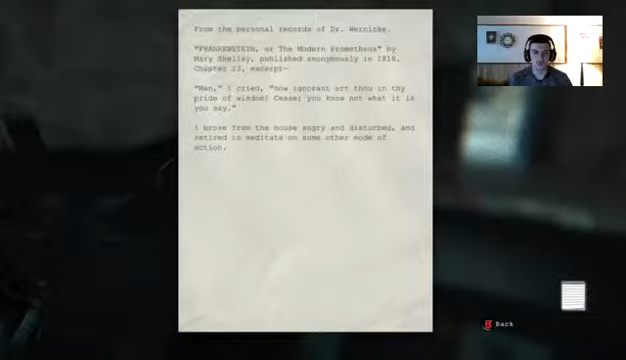 From the personal records of Dr. Wernicke.
"FRANKENSTEIN, or The Modern Prometheus" by
Mary Shelley, published anonymously in 1818.
Chapter 23, excerpt—
"Man," I cried, "how ignorant art thou in thy
pride of wisdom! Cease; you know not what it is
you say."
I broke from the house angry and disturbed, and
retired to meditate on some other mode of
action.
Back